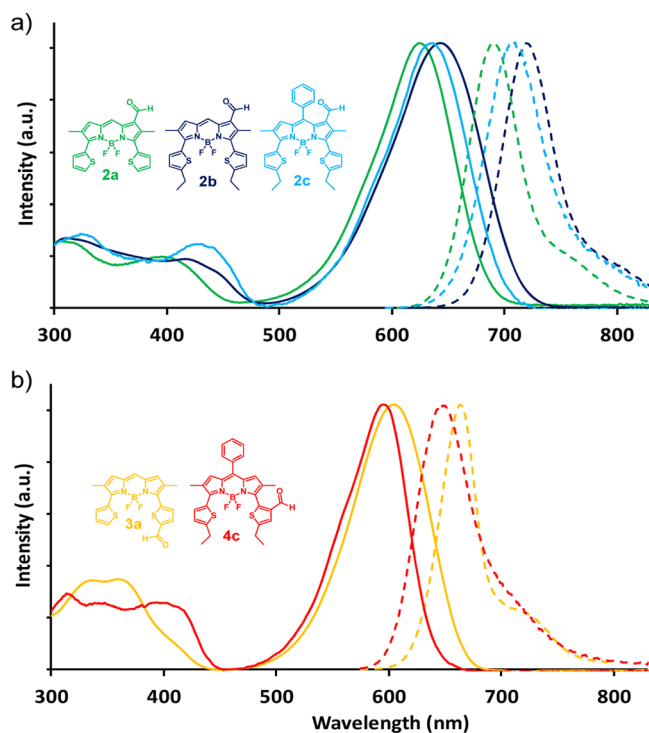 a)
Intensity (a.u.)
O
H
N N
B
F F
S S
2a
O
H
N N
B
F F
S S
2b
O
H
N N
B
F F
S S
2c
300 400 500 600 700 800
b)
Intensity (a.u.)
N N
B
F F
S S
H
O
3a
N N
B
F F
O
H
S S
4c
300 400 500 600 700 800
Wavelength (nm)